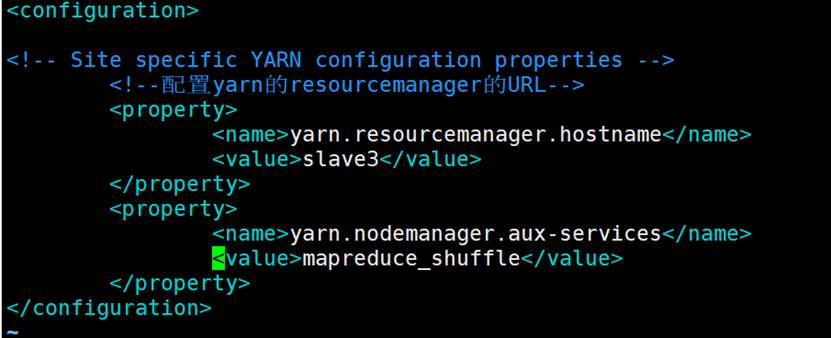 <configuration>

<!-- Site specific YARN configuration properties -->
        <!--配置yarn的resourcemanager的URL-->
        <property>
                <name>yarn.resourcemanager.hostname</name>
                <value>slave3</value>
        </property>
        <property>
                <name>yarn.nodemanager.aux-services</name>
                <value>mapreduce_shuffle</value>
        </property>
</configuration>
~